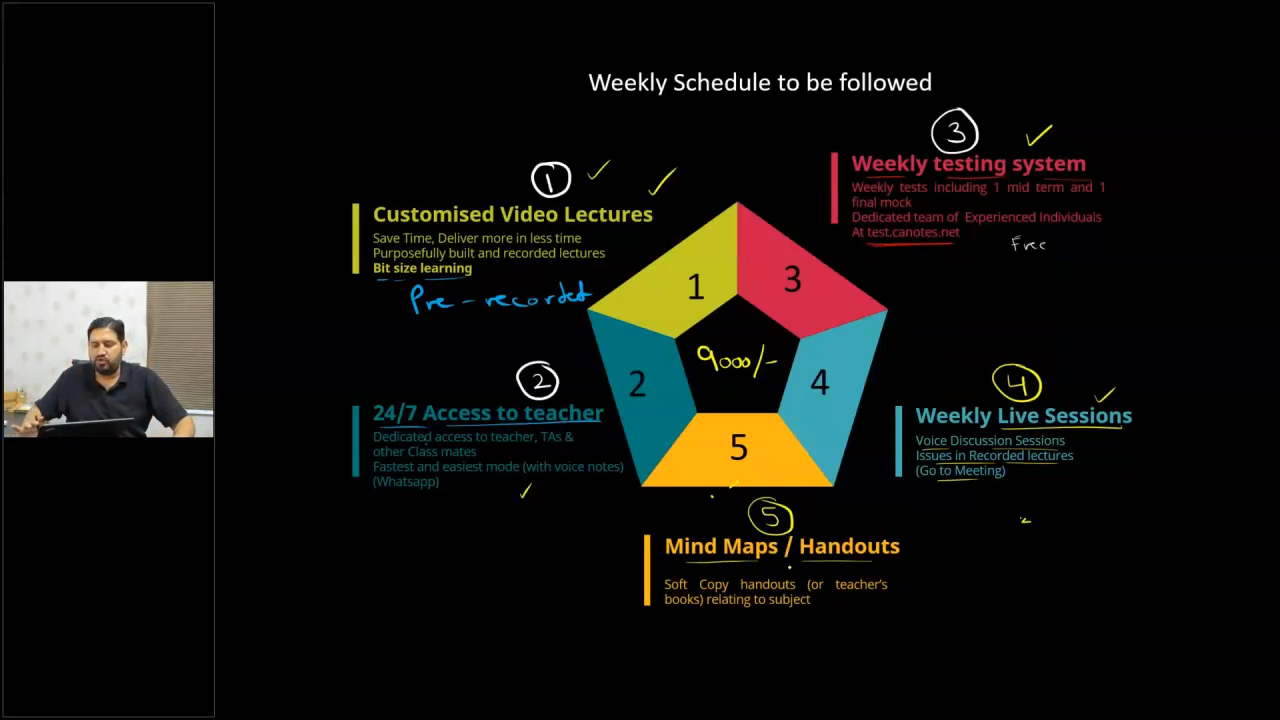 Weekly Schedule to be followed
1
Customised Video Lectures
Save Time, Deliver more in less time
Purposefully built and recorded lectures
Bit size learning
Pre-recorded
2
24/7 Access to teacher
Dedicated access to teacher, TAs &
other Class mates
Fastest and easiest mode (with voice notes)
(Whatsapp)
3
Weekly testing system
Weekly tests including 1 mid term and 1
final mock
Dedicated team of Experienced Individuals
At test.canotes.net
Free
1
3
9000/-
2
4
5
4
Weekly Live Sessions
Voice Discussion Sessions
Issues in Recorded lectures
(Go to Meeting)
5
Mind Maps / Handouts
Soft Copy handouts (or teacher's
books) relating to subject